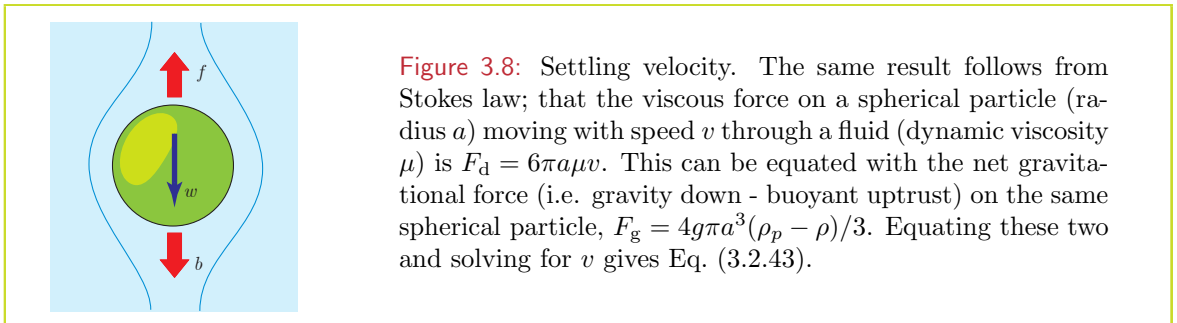 f
w
b
Figure 3.8: Settling velocity. The same result follows from
Stokes law; that the viscous force on a spherical particle (ra-
dius a) moving with speed v through a fluid (dynamic viscosity
μ) is F_d = 6πaμv. This can be equated with the net gravita-
tional force (i.e. gravity down - buoyant uptrust) on the same
spherical particle, F_g = 4gπa³(ρ_p − ρ)/3. Equating these two
and solving for v gives Eq. (3.2.43).